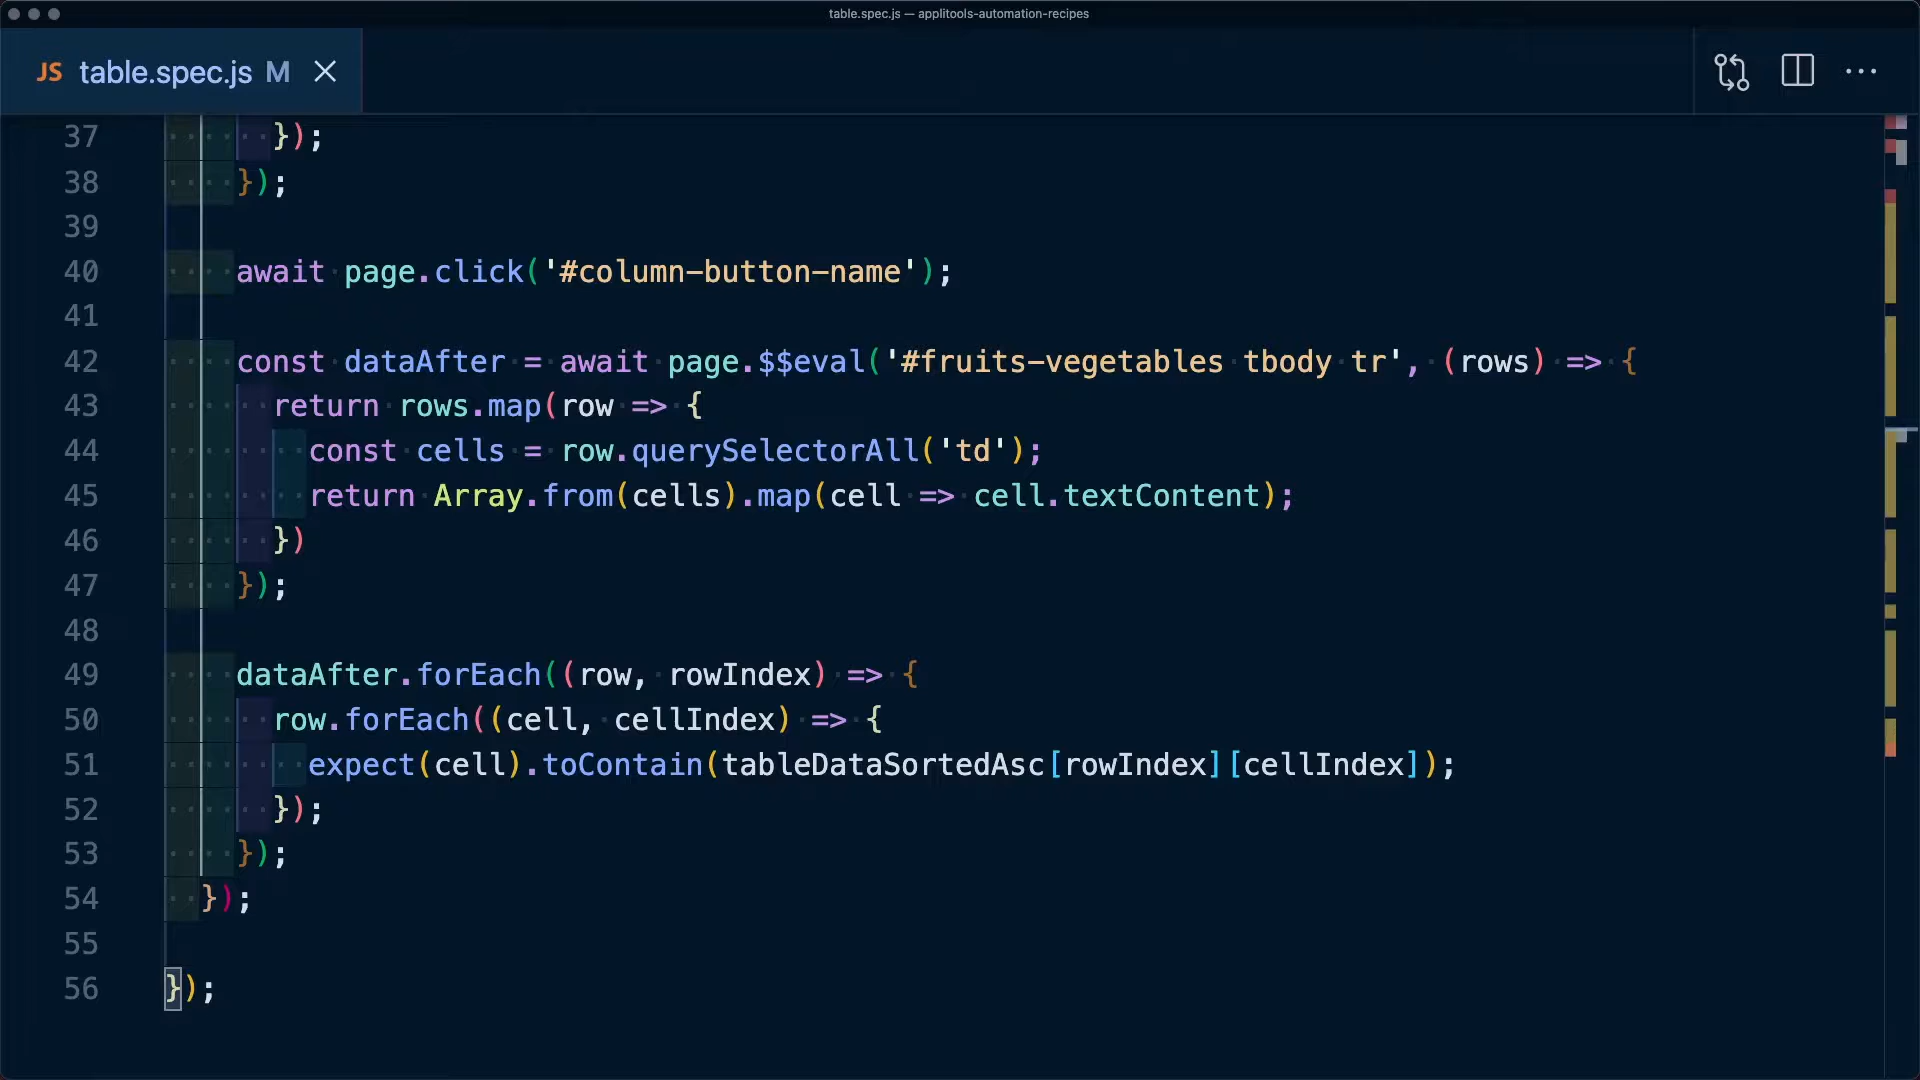 table.spec.js — applitools-automation-recipes
JS table.spec.js M
37 });
38 });
39
40 await page.click('#column-button-name');
41
42 const dataAfter = await page.$$eval('#fruits-vegetables tbody tr', (rows) => {
43 return rows.map(row => {
44 const cells = row.querySelectorAll('td');
45 return Array.from(cells).map(cell => cell.textContent);
46 })
47 });
48
49 dataAfter.forEach((row, rowIndex) => {
50 row.forEach((cell, cellIndex) => {
51 expect(cell).toContain(tableDataSortedAsc[rowIndex][cellIndex]);
52 });
53 });
54 });
55
56 });